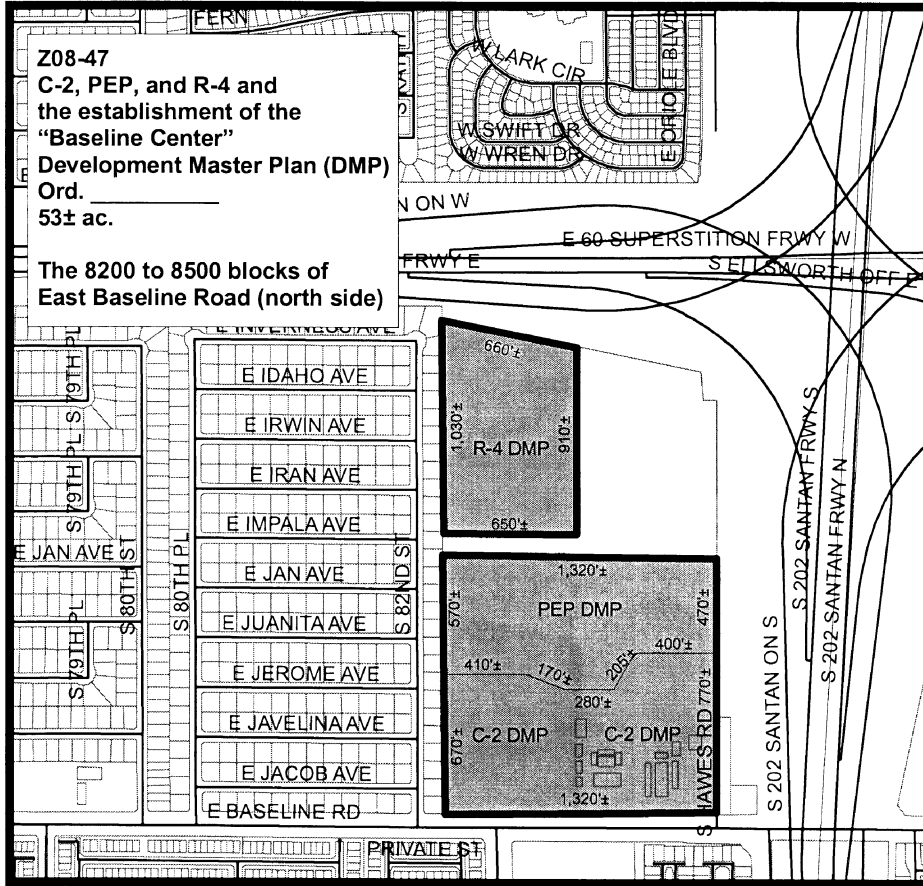 Z08-47
C-2, PEP, and R-4 and
the establishment of the
"Baseline Center"
Development Master Plan (DMP)
Ord. __________
53± ac.
The 8200 to 8500 blocks of
East Baseline Road (north side)
FERN
W LARK CIR
W SWIFT DR
W WREN DR
E ORIOLE BLVD
ON W
E 60 SUPERSTITION FRWY W
FRWY E
S ELLSWORTH OFF
E INVERNESS AVE
E IDAHO AVE
E IRWIN AVE
E IRAN AVE
E IMPALA AVE
E JAN AVE
E JUANITA AVE
E JEROME AVE
E JAVELINA AVE
E JACOB AVE
E BASELINE RD
PRIVATE ST
S 79TH PL
S 79TH PL
S 79TH PL
E JAN AVE
S 80TH ST
S 80TH PL
S 82ND ST
660'±
1,030'±
910'±
R-4 DMP
650'±
1,320'±
570'±
PEP DMP
470'±
410'±
170'±
205'±
400'±
280'±
C-2 DMP
C-2 DMP
670'±
770'±
1,320'±
S HAWES RD
S 202 SANTAN ON S
S 202 SANTAN FRWY S
S 202 SANTAN FRWY N